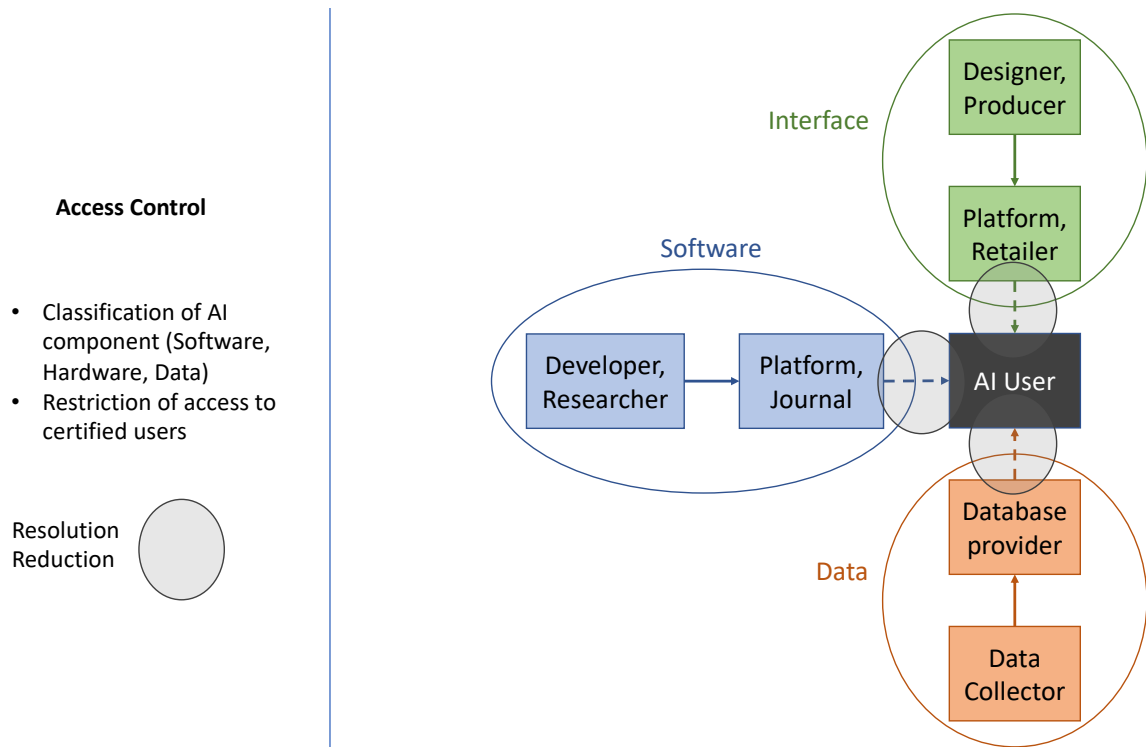 Access Control
• Classification of AI
component (Software,
Hardware, Data)
• Restriction of access to
certified users
Resolution
Reduction
Interface
Designer,
Producer
Platform,
Retailer
Software
Developer,
Researcher
Platform,
Journal
AI User
Database
provider
Data
Data
Collector